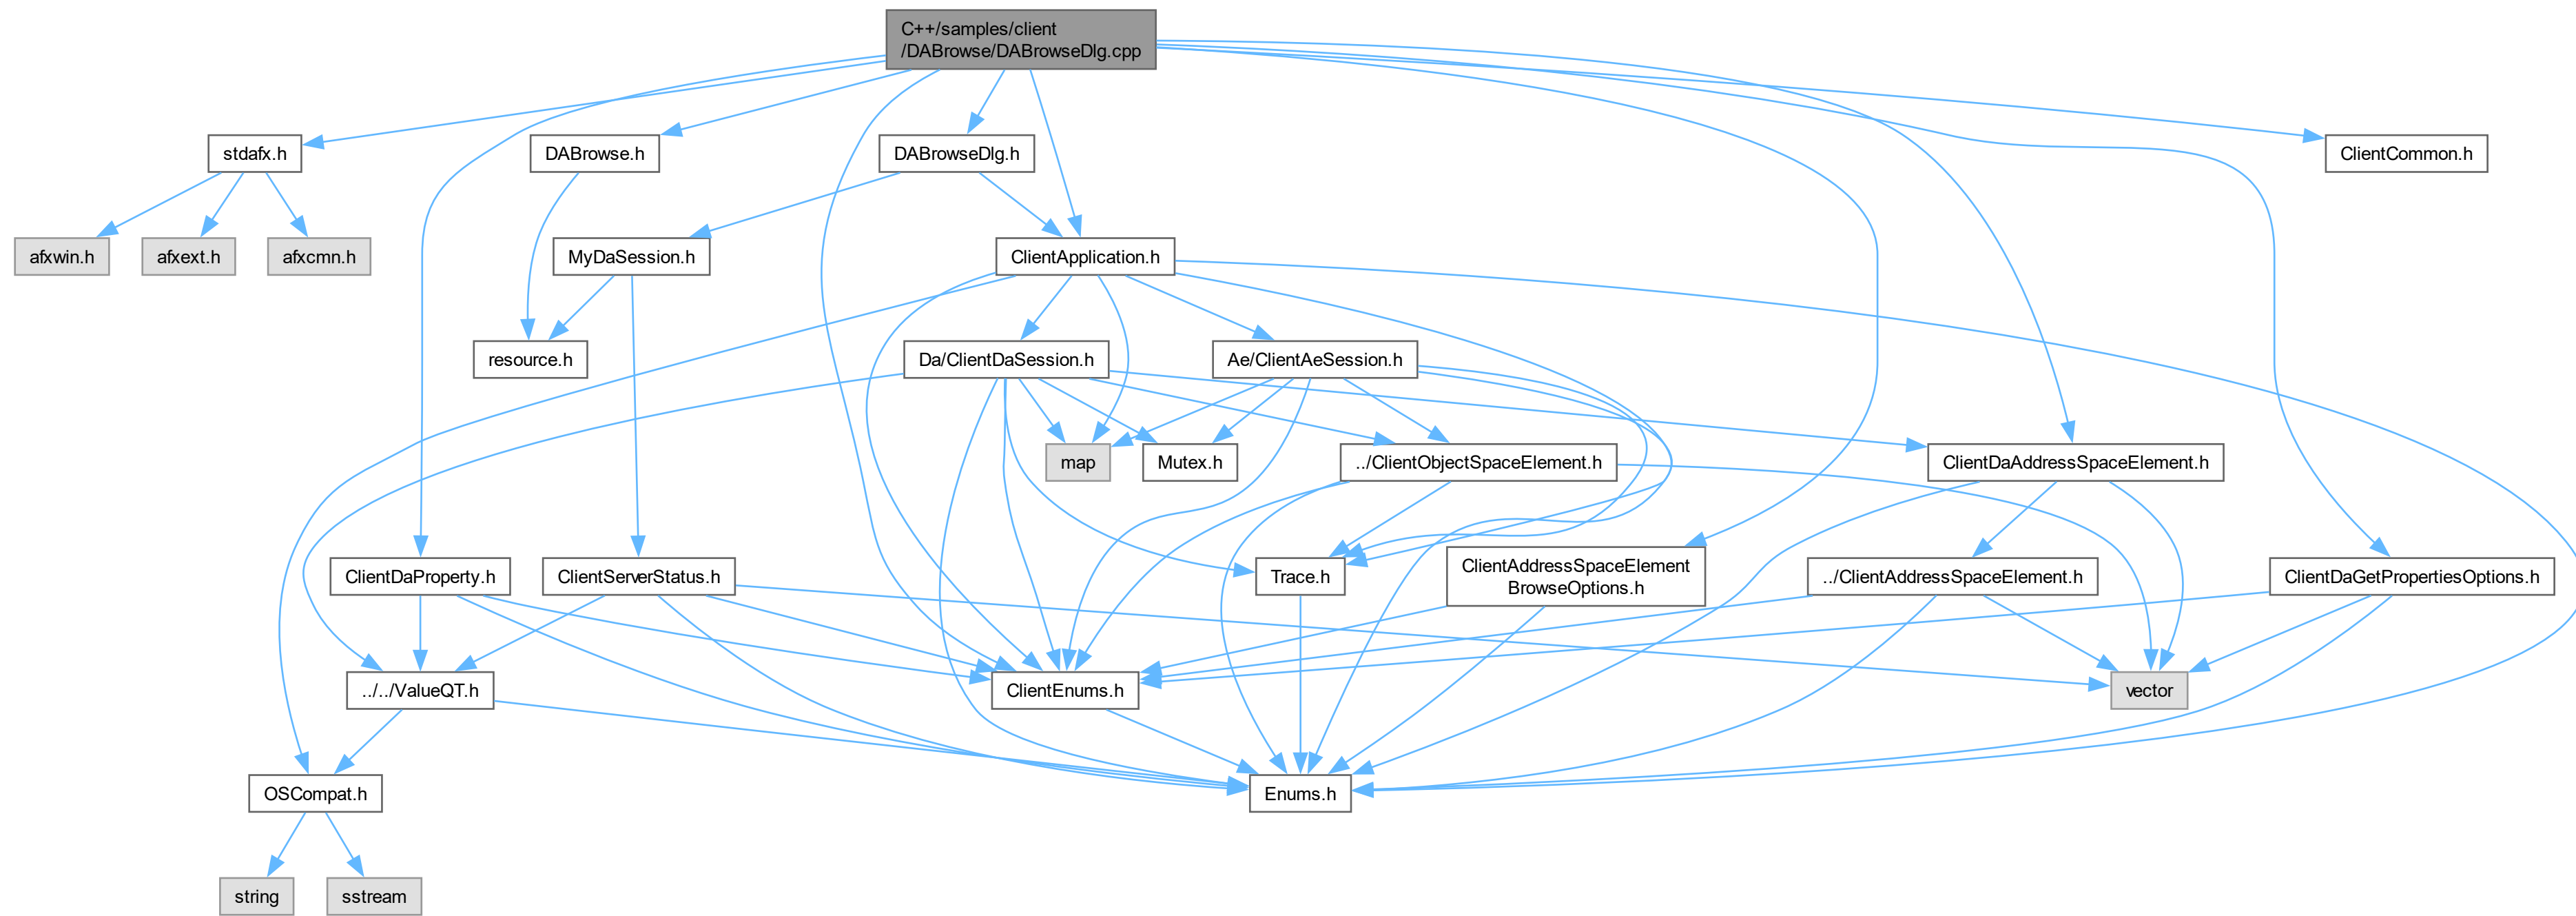 C++/samples/client
/DABrowse/DABrowseDlg.cpp
stdafx.h
DABrowse.h
DABrowseDlg.h
ClientCommon.h
afxwin.h
afxext.h
afxcmn.h
MyDaSession.h
ClientApplication.h
resource.h
Da/ClientDaSession.h
Ae/ClientAeSession.h
map
Mutex.h
../ClientObjectSpaceElement.h
ClientDaAddressSpaceElement.h
ClientDaProperty.h
ClientServerStatus.h
Trace.h
ClientAddressSpaceElement
BrowseOptions.h
../ClientAddressSpaceElement.h
ClientDaGetPropertiesOptions.h
../../ValueQT.h
ClientEnums.h
vector
OSCompat.h
Enums.h
string
sstream